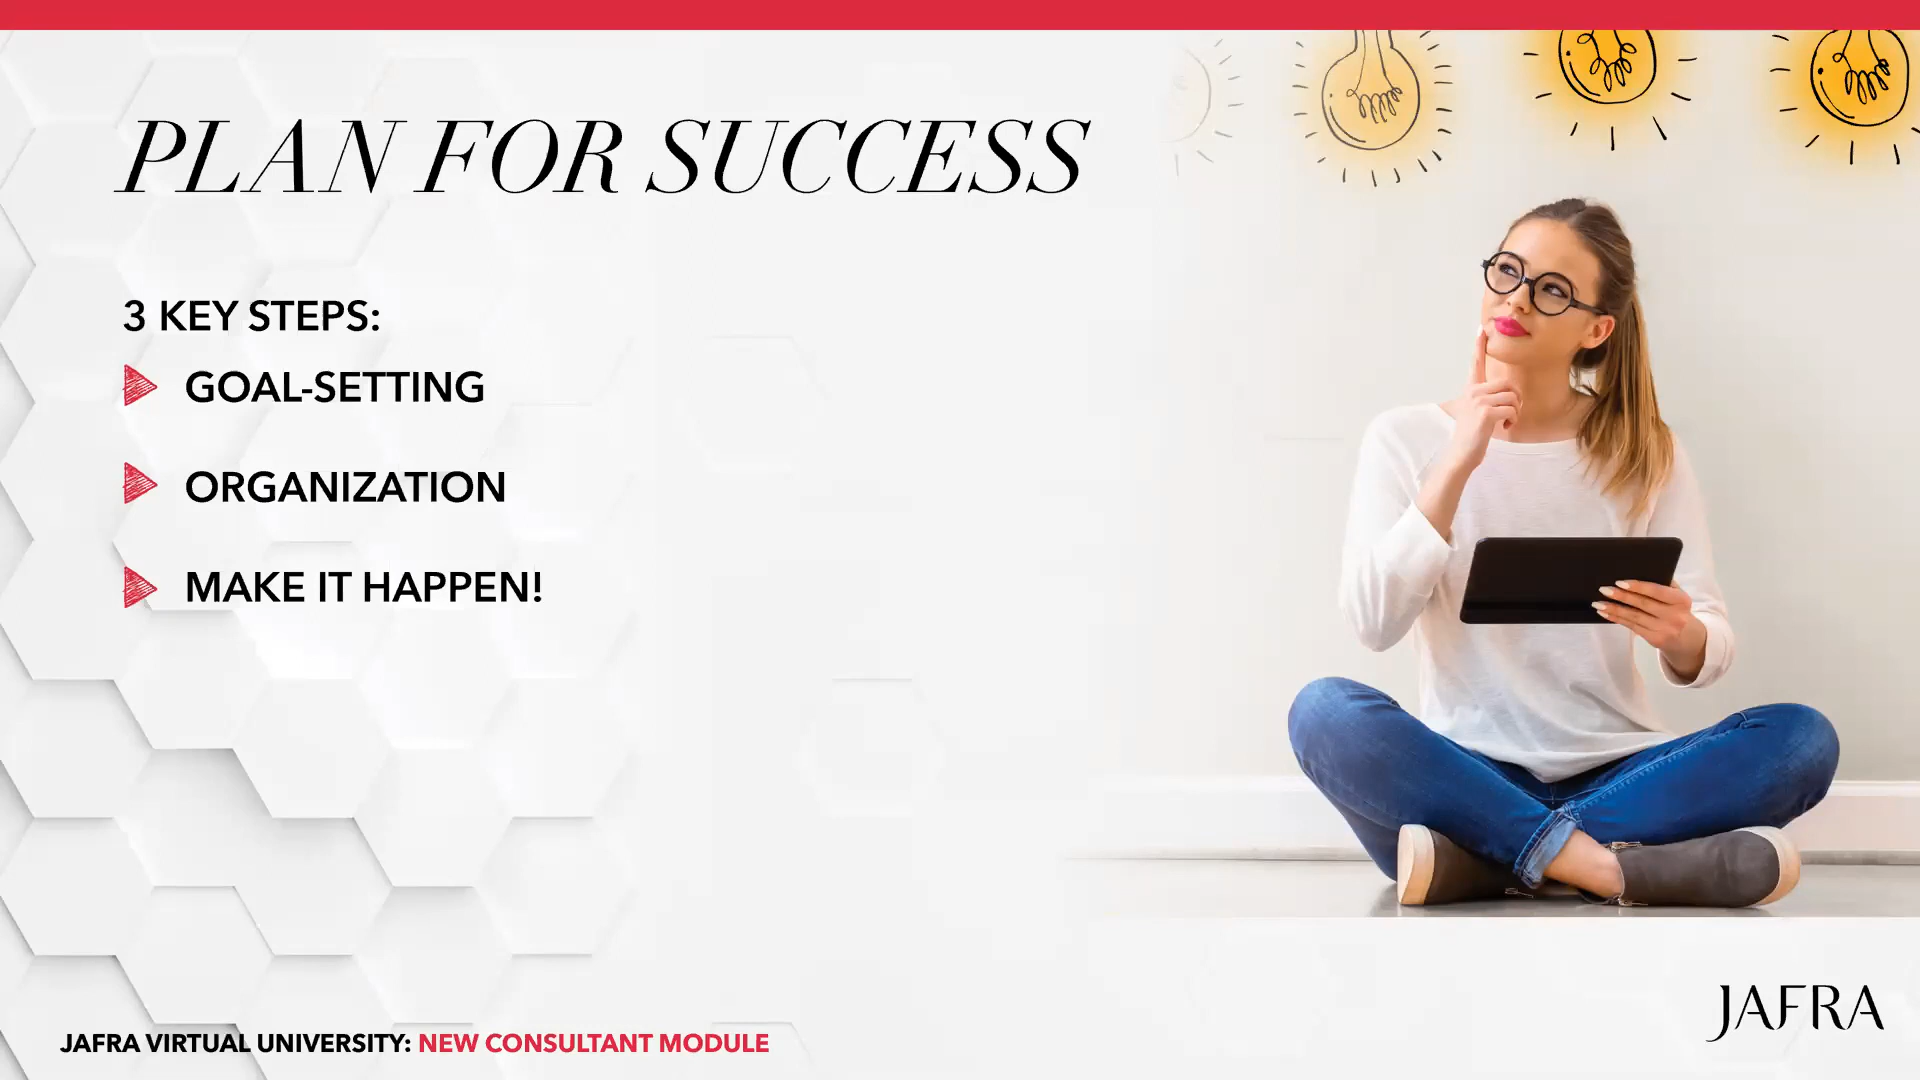 PLAN FOR SUCCESS
3 KEY STEPS:
GOAL-SETTING
ORGANIZATION
MAKE IT HAPPEN!
JAFRA VIRTUAL UNIVERSITY: NEW CONSULTANT MODULE
JAFRA